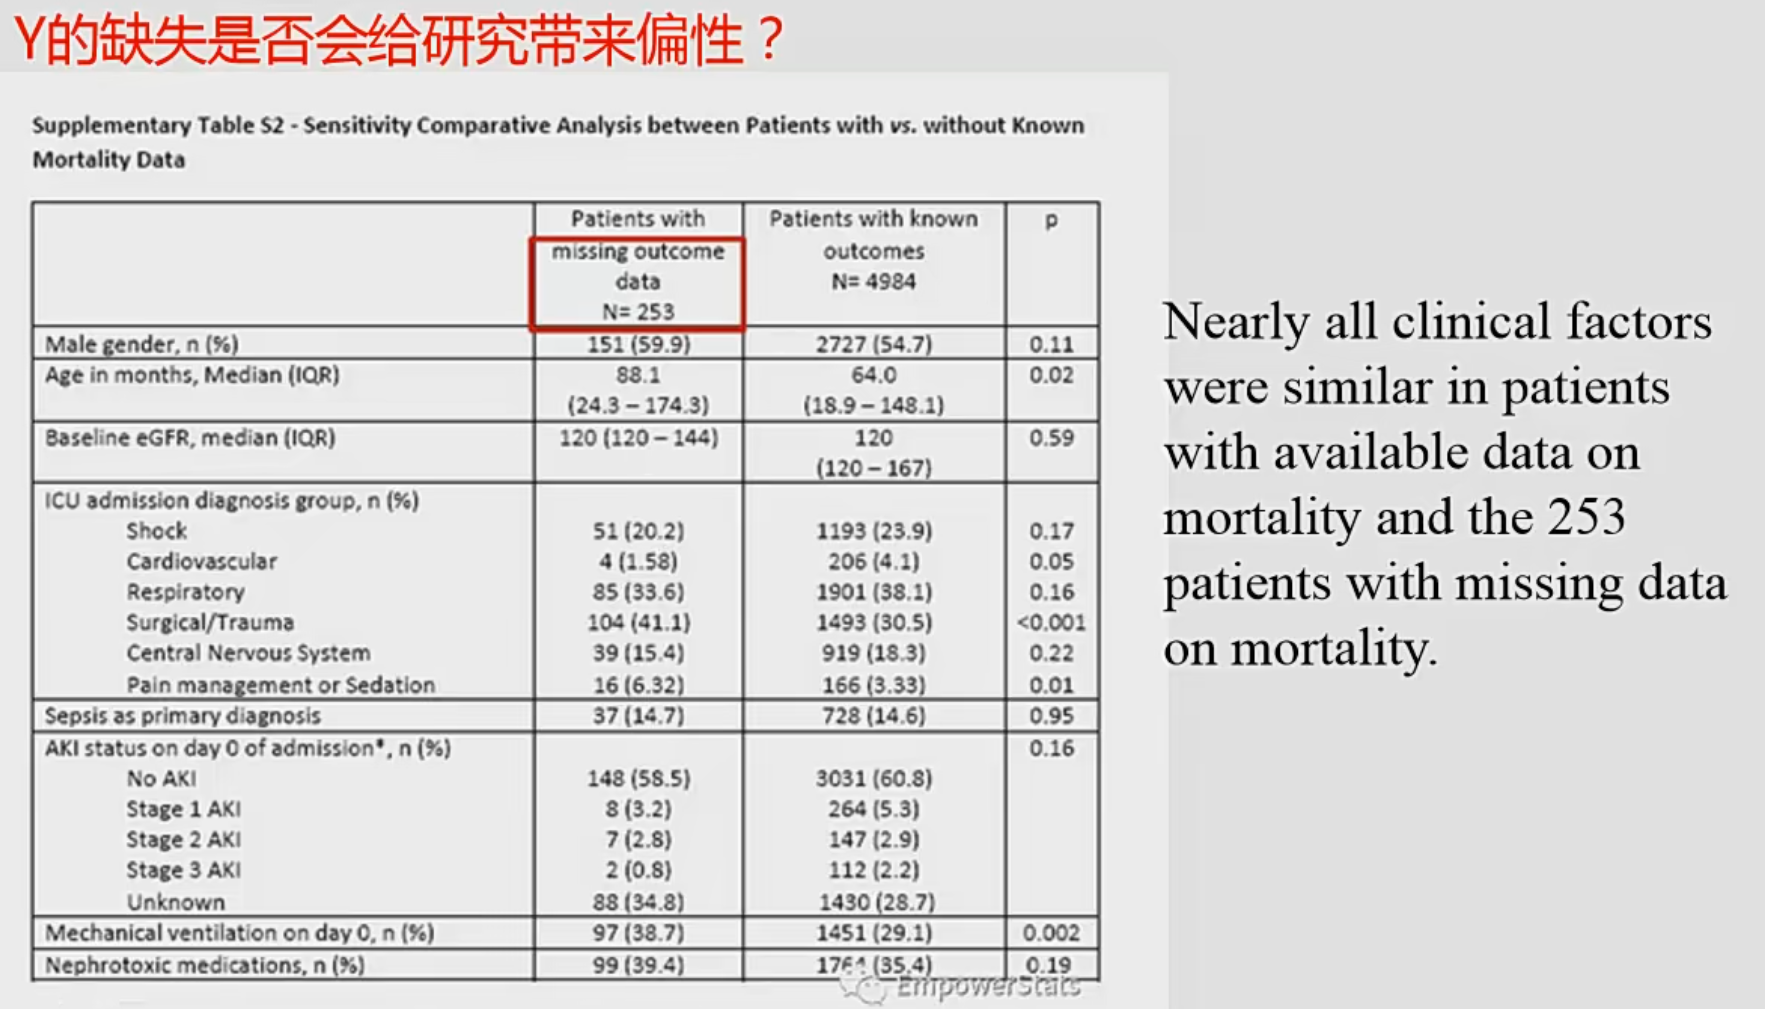 Y的缺失是否会给研究带来偏性？
Supplementary Table S2 - Sensitivity Comparative Analysis between Patients with vs. without Known
Mortality Data
Patients with missing outcome data N= 253 Patients with known outcomes N= 4984 p
Male gender, n (%) 151 (59.9) 2727 (54.7) 0.11
Age in months, Median (IQR) 88.1 64.0 0.02
(24.3 – 174.3) (18.9 – 148.1)
Baseline eGFR, median (IQR) 120 (120 – 144) 120 0.59
(120 – 167)
ICU admission diagnosis group, n (%)
Shock 51 (20.2) 1193 (23.9) 0.17
Cardiovascular 4 (1.58) 206 (4.1) 0.05
Respiratory 85 (33.6) 1901 (38.1) 0.16
Surgical/Trauma 104 (41.1) 1493 (30.5) <0.001
Central Nervous System 39 (15.4) 919 (18.3) 0.22
Pain management or Sedation 16 (6.32) 166 (3.33) 0.01
Sepsis as primary diagnosis 37 (14.7) 728 (14.6) 0.95
AKI status on day 0 of admission*, n (%) 0.16
No AKI 148 (58.5) 3031 (60.8)
Stage 1 AKI 8 (3.2) 264 (5.3)
Stage 2 AKI 7 (2.8) 147 (2.9)
Stage 3 AKI 2 (0.8) 112 (2.2)
Unknown 88 (34.8) 1430 (28.7)
Mechanical ventilation on day 0, n (%) 97 (38.7) 1451 (29.1) 0.002
Nephrotoxic medications, n (%) 99 (39.4) (35.4) 0.19
EmpowerStats
Nearly all clinical factors
were similar in patients
with available data on
mortality and the 253
patients with missing data
on mortality.